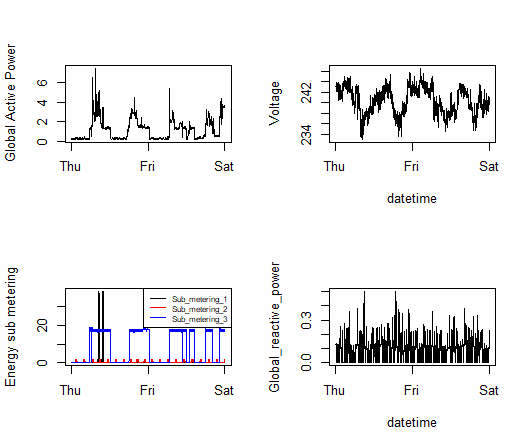 Global Active Power
0 2 4 6
Thu Fri Sat
Voltage
234 242
Thu Fri Sat
datetime
Energy sub metering
0 20
Sub_metering_1
Sub_metering_2
Sub_metering_3
Thu Fri Sat
Global_reactive_power
0.0 0.3
Thu Fri Sat
datetime